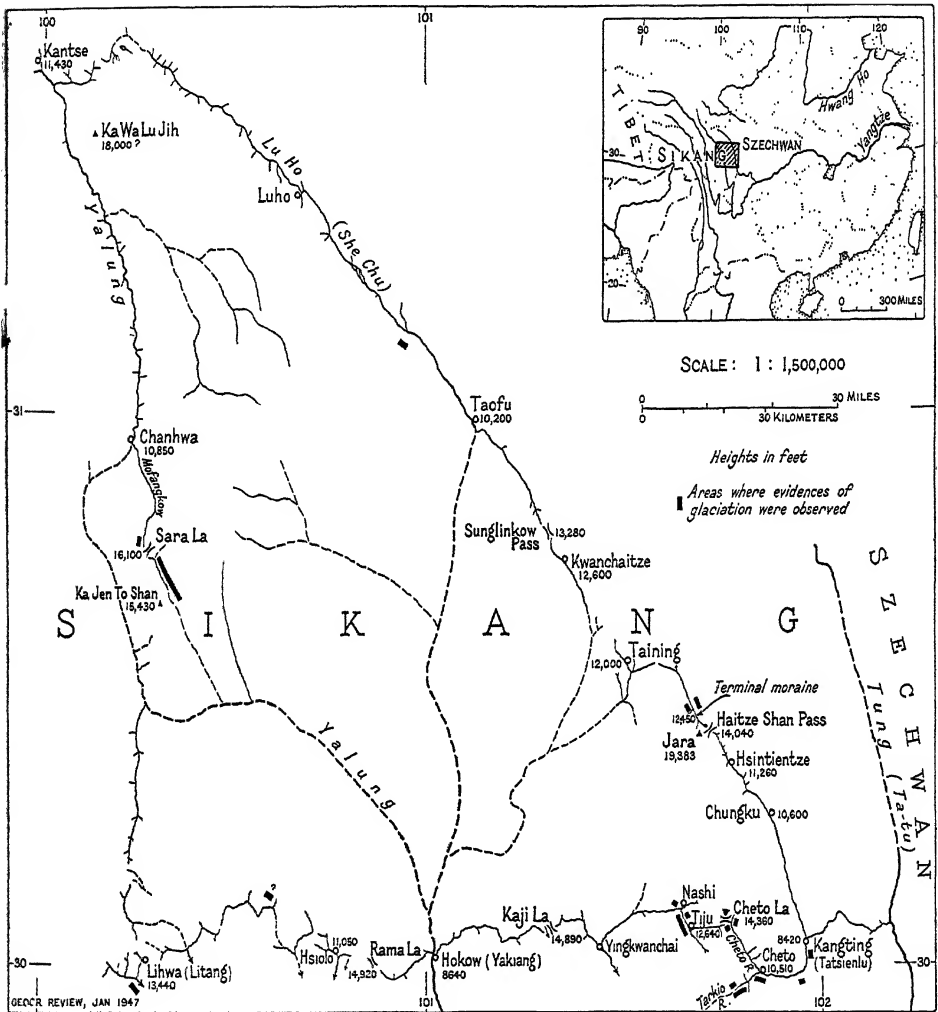 100
101
Kantse
11,430
KaWaLuJih
18,000 ?
Lu Ho
(She Chu)
Luho
Yalung
90
100
110
120
TIBET
SIKANG
SZECHWAN
Hwang Ho
Yangtze
30
20
0 300 MILES
SCALE: 1 : 1,500,000
0 30 MILES
0 30 KILOMETERS
Heights in feet
Areas where evidences of
glaciation were observed
31
Taofu
10,200
Chanhwa
10,850
Mofangkow
Sara La
16,100
Ka Jen To Shan
15,430
Sunglinkow
Pass
13,280
Kwanchaitze
12,600
S I K A N G
SZECHWAN
Tung (Ta-tu)
Taining
12,000
Terminal moraine
12450
Haitze Shan Pass
14,040
Jara
19,383
Hsintientze
11,260
Chungku
10,600
Yalung
?
Nashi
Tiju
12,640
Cheto La
14,360
Cheto R.
Kaji La
14,890
Yingkwanchai
8420
Kangting
(Tatsienlu)
Cheto
10,510
Tarkio
R.
30
Lihwa (Litang)
13,440
Hsiolo
11,050
14,920
Rama La
Hokow (Yakiang)
8640
30
GEOGR. REVIEW, JAN 1947
101
102